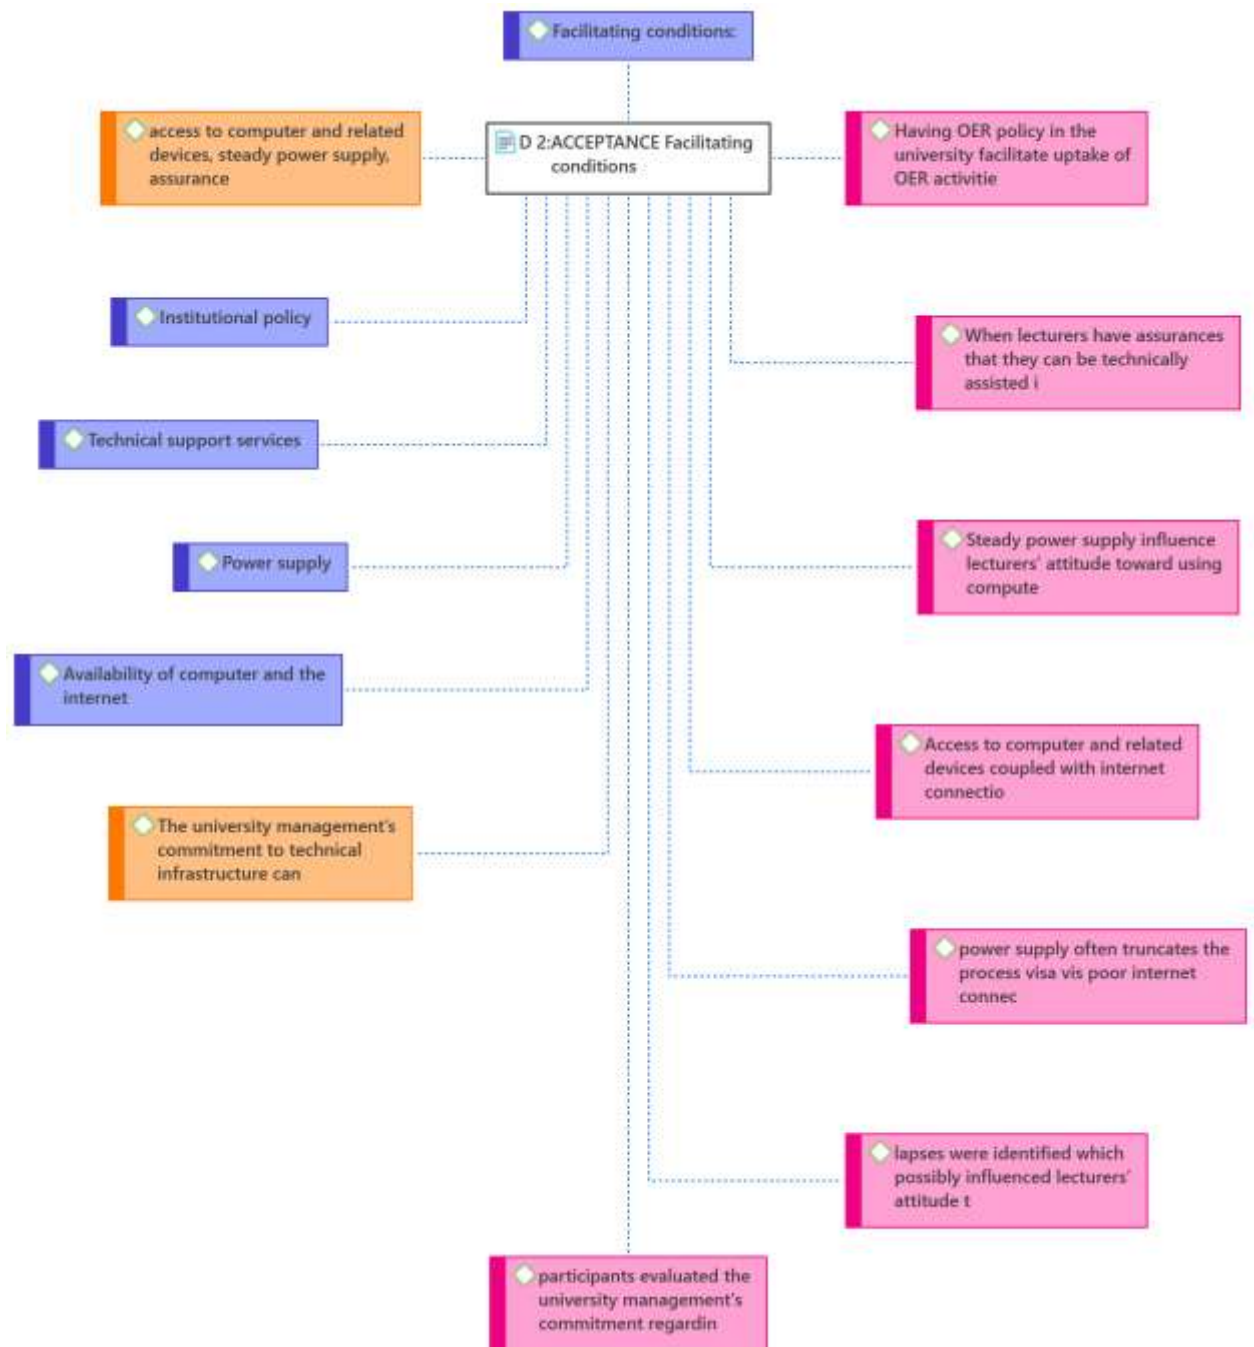 Facilitating conditions:
access to computer and related
devices, steady power supply,
assurance
D 2:ACCEPTANCE Facilitating
conditions
Having OER policy in the
university facilitate uptake of
OER activitie
Institutional policy
When lecturers have assurances
that they can be technically
assisted i
Technical support services
Steady power supply influence
lecturers' attitude toward using
compute
Power supply
Availability of computer and the
internet
Access to computer and related
devices coupled with internet
connectio
The university management's
commitment to technical
infrastructure can
power supply often truncates the
process visa vis poor internet
connec
lapses were identified which
possibly influenced lecturers'
attitude t
participants evaluated the
university management's
commitment regardin